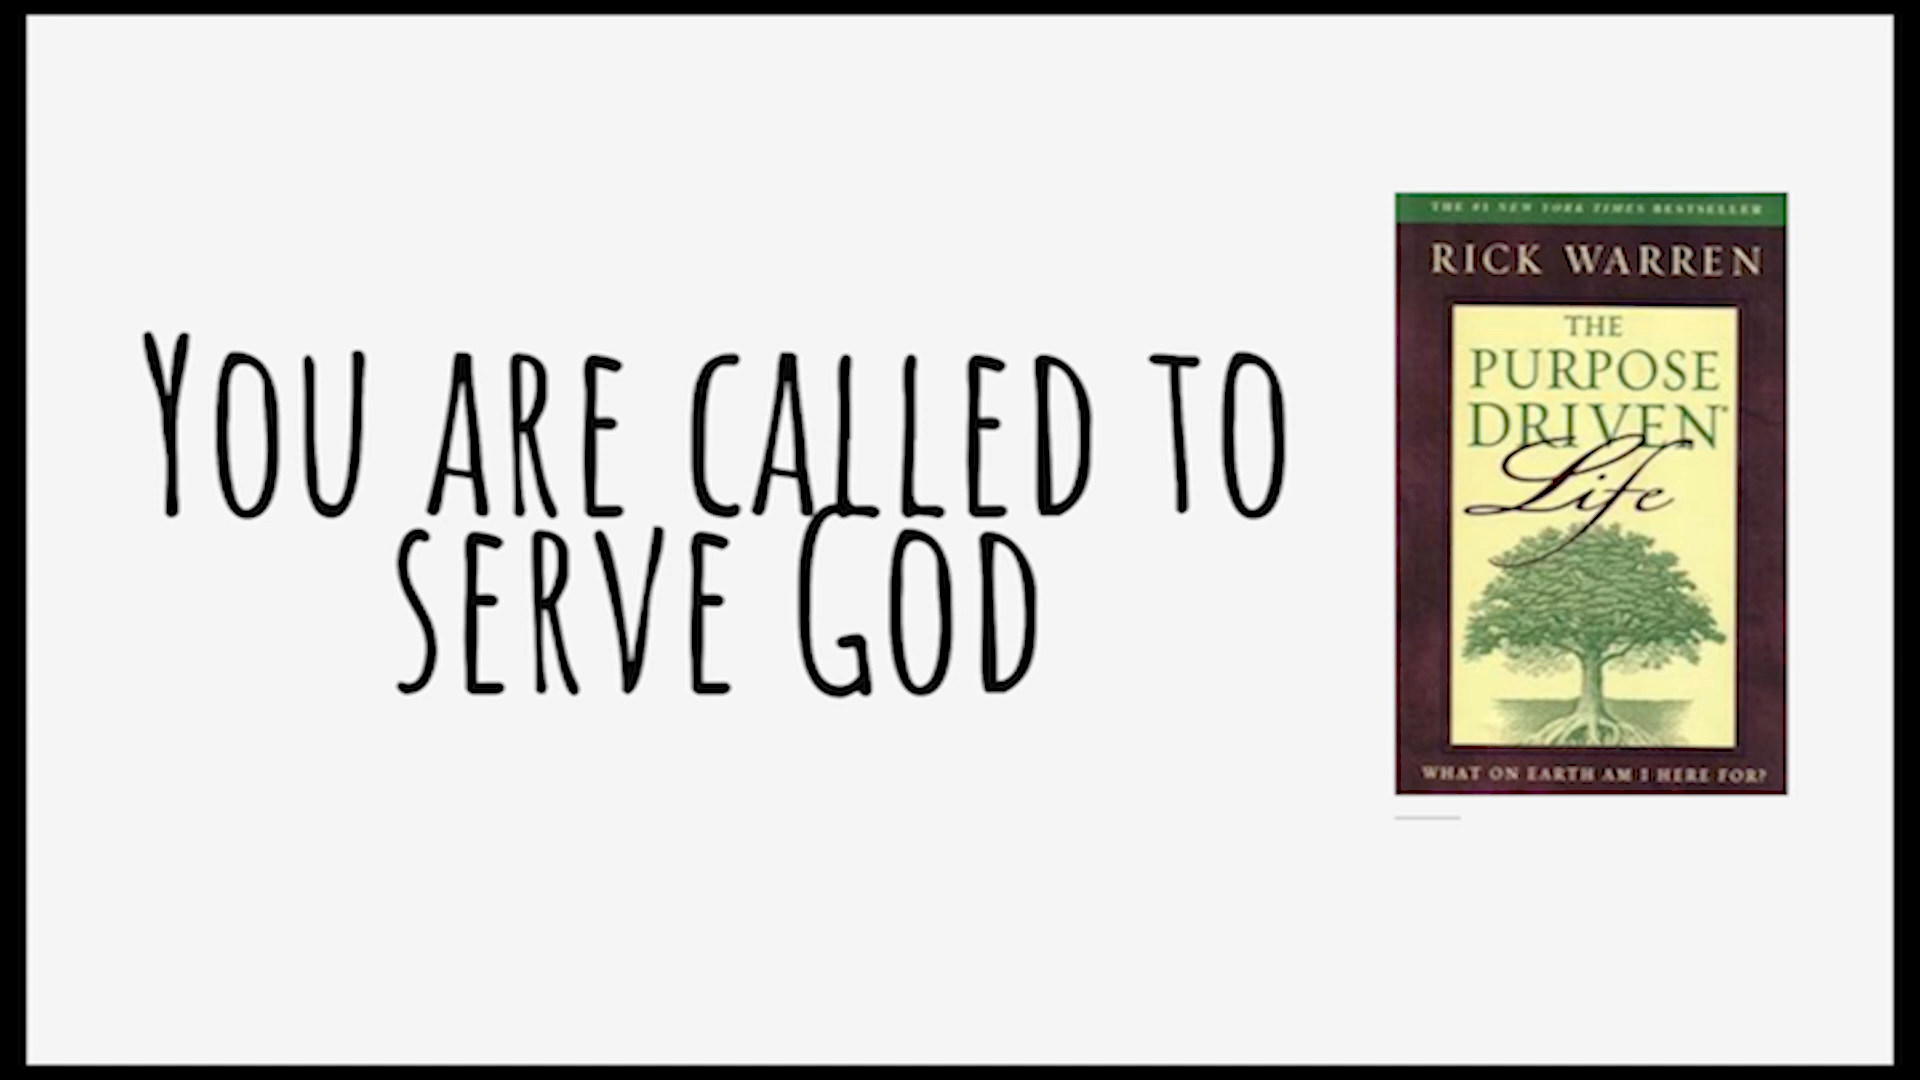 You are called to
serve God
THE #1 NEW YORK TIMES BESTSELLER
RICK WARREN
THE
PURPOSE
DRIVEN®
Life
WHAT ON EARTH AM I HERE FOR?